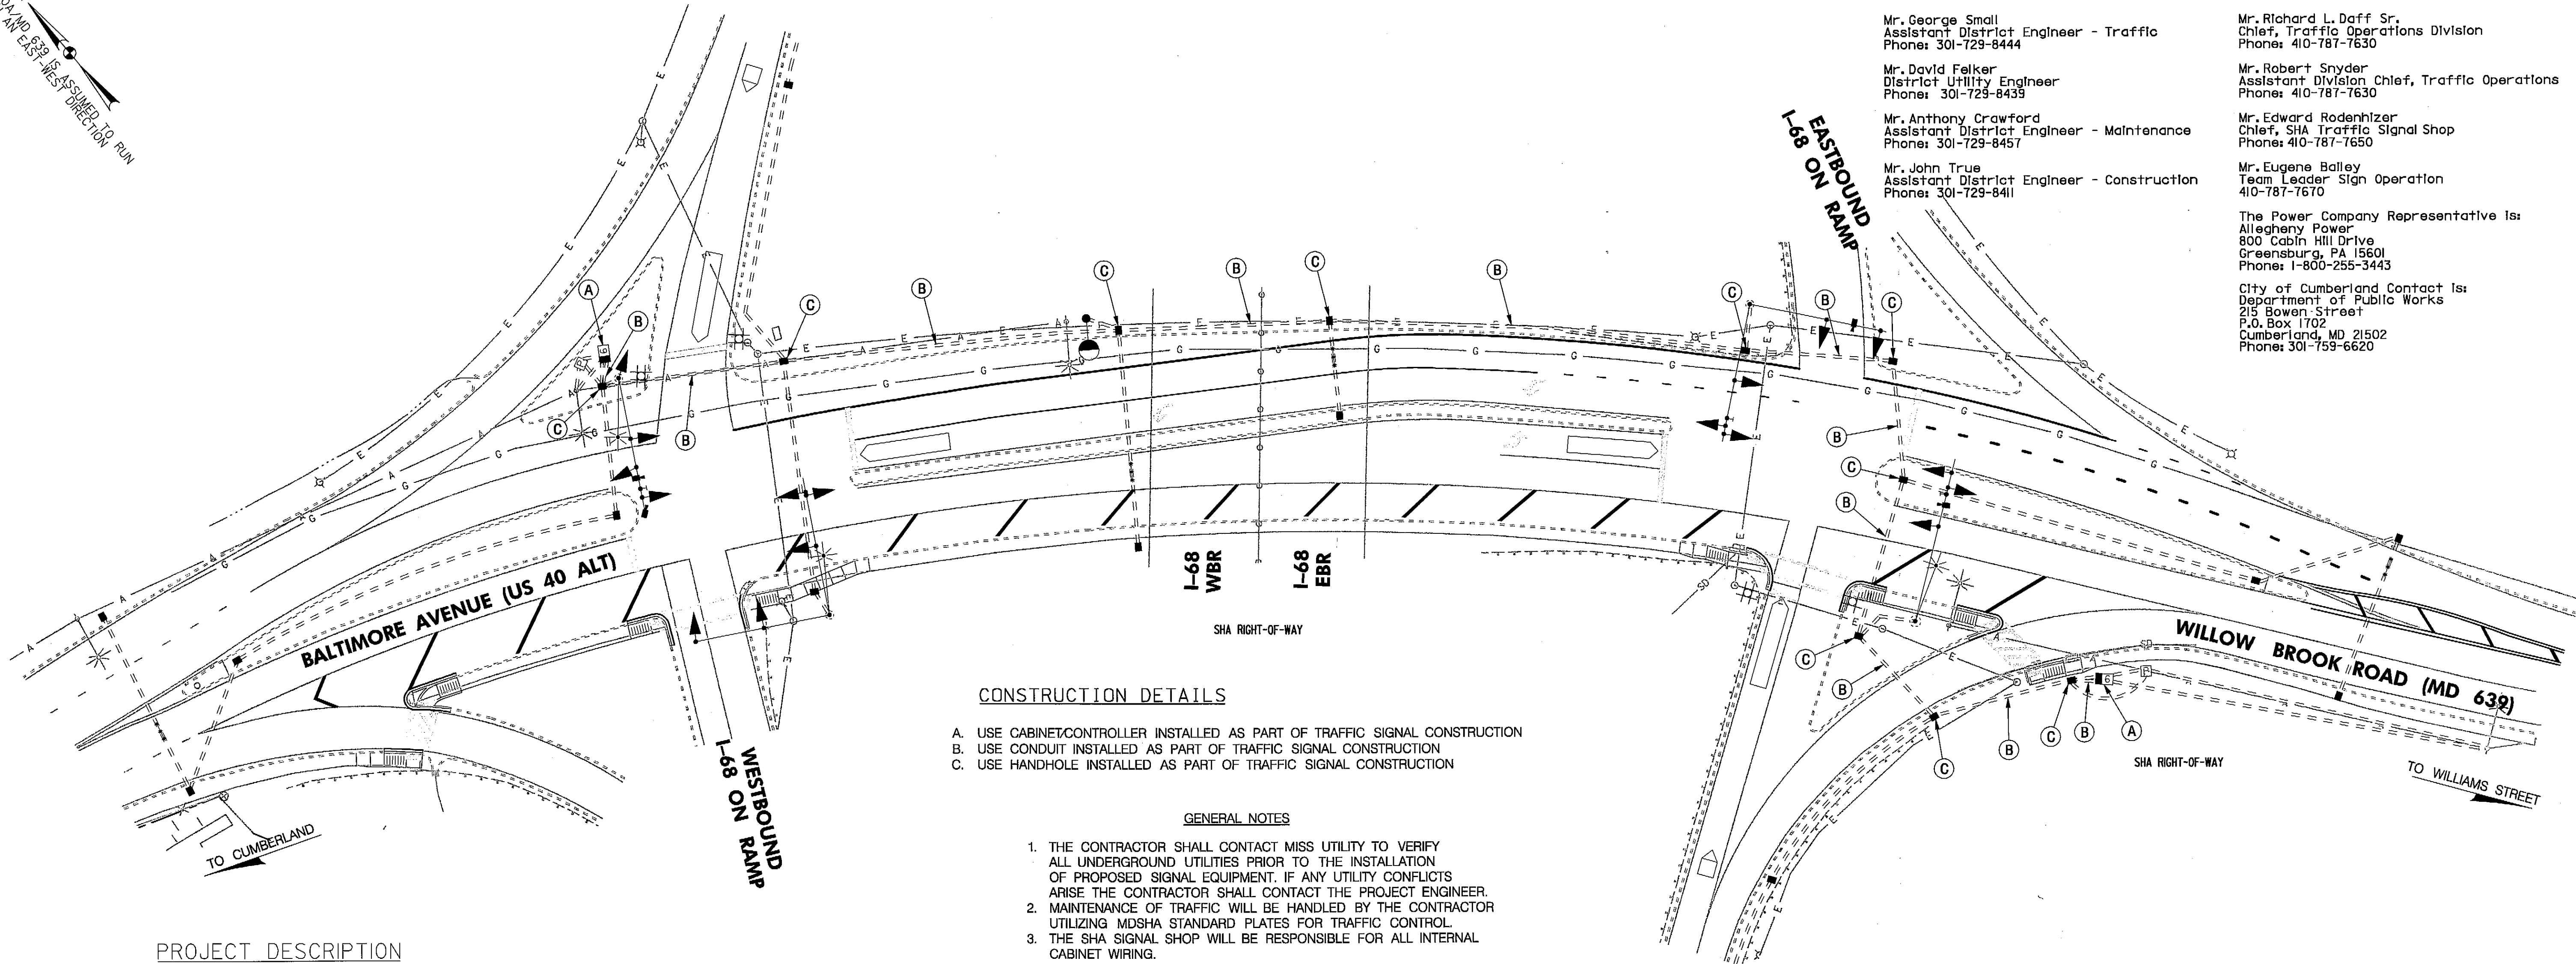 OA/MD 639 IS ASSUMED TO RUN
AN EAST-WEST DIRECTION
Mr. George Small
Assistant District Engineer - Traffic
Phone: 301-729-8444
Mr. David Felker
District Utility Engineer
Phone: 301-729-8439
Mr. Anthony Crawford
Assistant District Engineer - Maintenance
Phone: 301-729-8457
Mr. John True
Assistant District Engineer - Construction
Phone: 301-729-8411
Mr. Richard L. Daff Sr.
Chief, Traffic Operations Division
Phone: 410-787-7630
Mr. Robert Snyder
Assistant Division Chief, Traffic Operations
Phone: 410-787-7630
Mr. Edward Rodenhizer
Chief, SHA Traffic Signal Shop
Phone: 410-787-7650
Mr. Eugene Bailey
Team Leader Sign Operation
410-787-7670
The Power Company Representative is:
Allegheny Power
800 Cabin Hill Drive
Greensburg, PA 15601
Phone: 1-800-255-3443
City of Cumberland Contact is:
Department of Public Works
215 Bowen Street
P.O. Box 1702
Cumberland, MD 21502
Phone: 301-759-6620
EASTBOUND
I-68 ON RAMP
A
B
C
B
C
B
C
B
C
B
C
B
C
B
C
B
BALTIMORE AVENUE (US 40 ALT)
I-68
WBR
I-68
EBR
SHA RIGHT-OF-WAY
WESTBOUND
I-68 ON RAMP
TO CUMBERLAND
C
B
C
B
C
B
A
WILLOW BROOK ROAD (MD 639)
SHA RIGHT-OF-WAY
TO WILLIAMS STREET
CONSTRUCTION DETAILS
A. USE CABINET/CONTROLLER INSTALLED AS PART OF TRAFFIC SIGNAL CONSTRUCTION
B. USE CONDUIT INSTALLED AS PART OF TRAFFIC SIGNAL CONSTRUCTION
C. USE HANDHOLE INSTALLED AS PART OF TRAFFIC SIGNAL CONSTRUCTION
GENERAL NOTES
1. THE CONTRACTOR SHALL CONTACT MISS UTILITY TO VERIFY
ALL UNDERGROUND UTILITIES PRIOR TO THE INSTALLATION
OF PROPOSED SIGNAL EQUIPMENT. IF ANY UTILITY CONFLICTS
ARISE THE CONTRACTOR SHALL CONTACT THE PROJECT ENGINEER.
2. MAINTENANCE OF TRAFFIC WILL BE HANDLED BY THE CONTRACTOR
UTILIZING MDSHA STANDARD PLATES FOR TRAFFIC CONTROL.
3. THE SHA SIGNAL SHOP WILL BE RESPONSIBLE FOR ALL INTERNAL
CABINET WIRING.
PROJECT DESCRIPTION